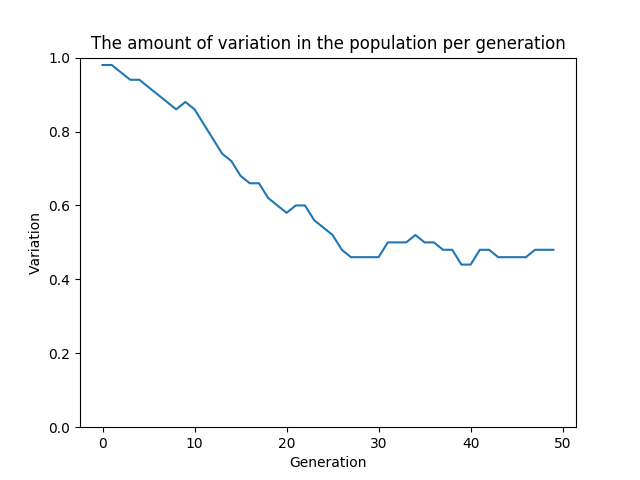 The amount of variation in the population per generation
1.0
0.8
0.6
0.4
0.2
0.0
Variation
0 10 20 30 40 50
Generation